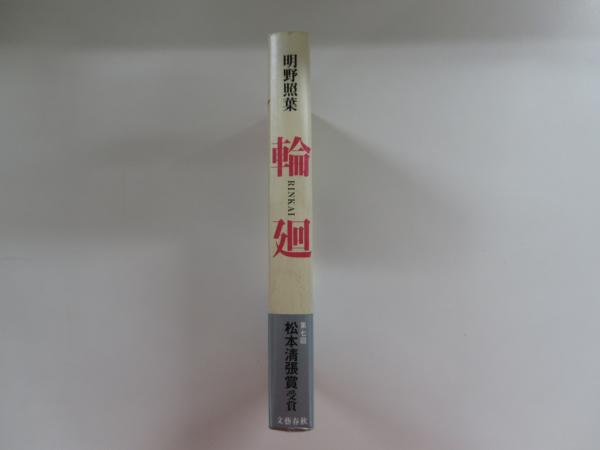 明野照葉
輪廻
RINKAI
第七回
松本清張賞受賞
文藝春秋